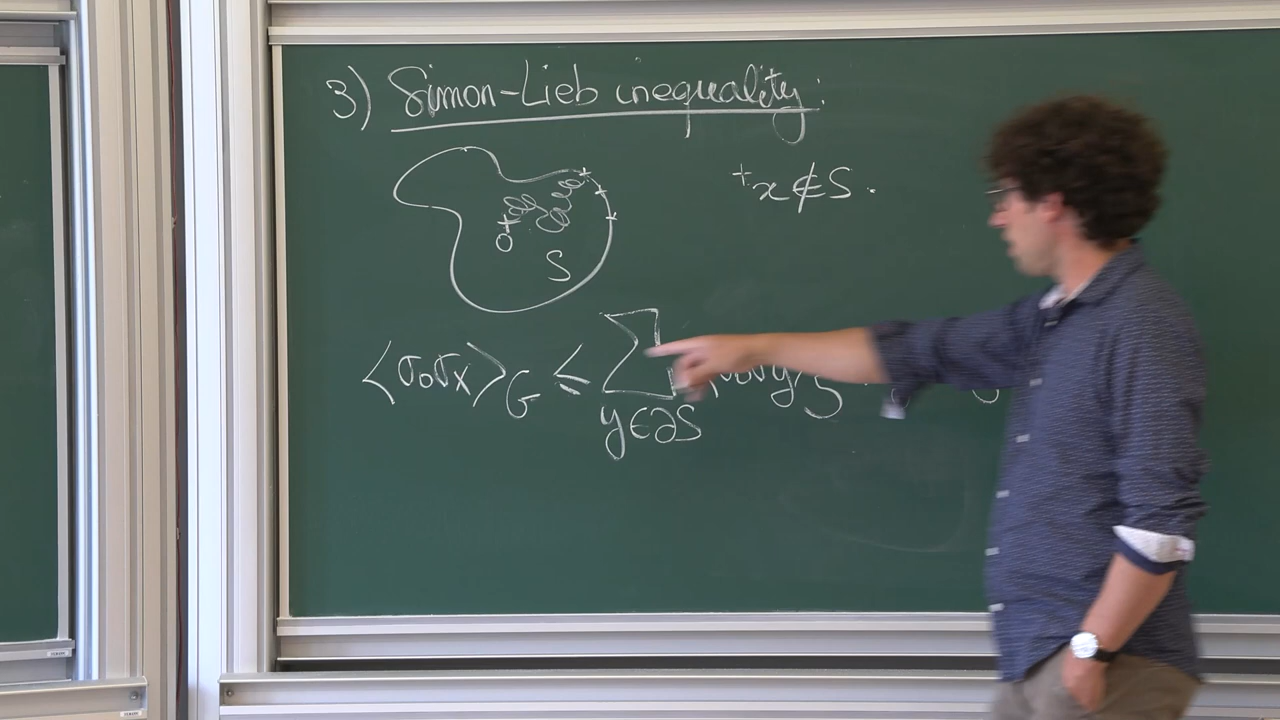 3) Simon-Lieb inequality:
+x ∉ S.
0
S
⟨σ₀σₓ⟩_G ≤ Σ
y∈∂S